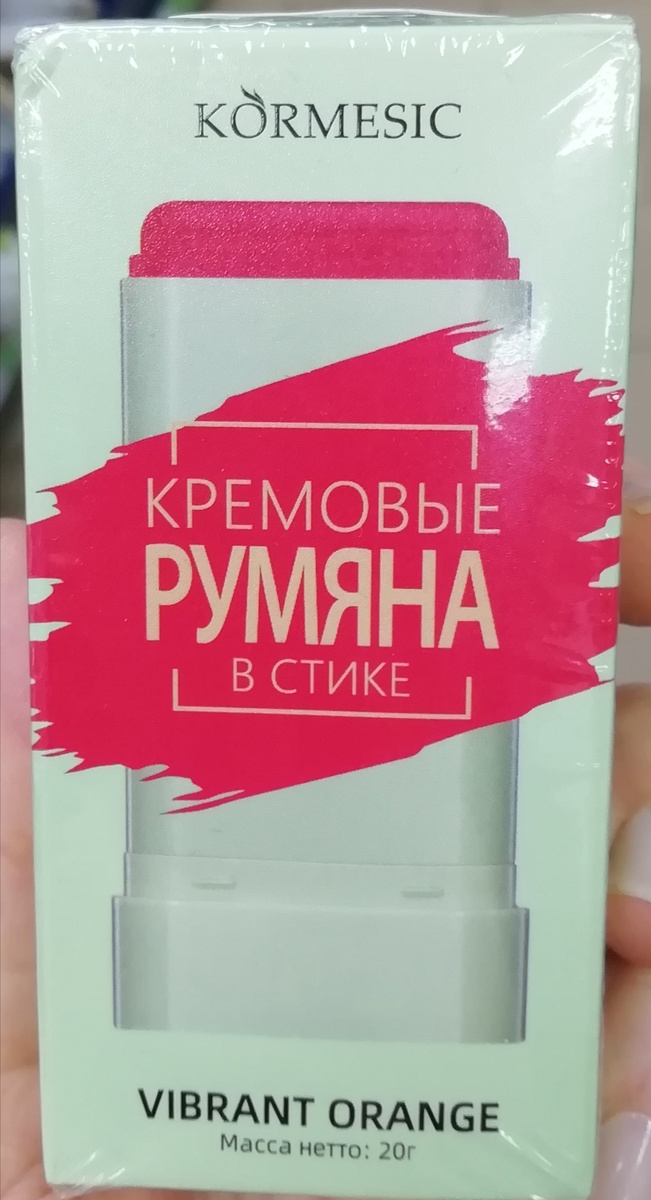 KORMESIC
КРЕМОВЫЕ
РУМЯНА
В СТИКЕ
VIBRANT ORANGE
Масса нетто: 20г